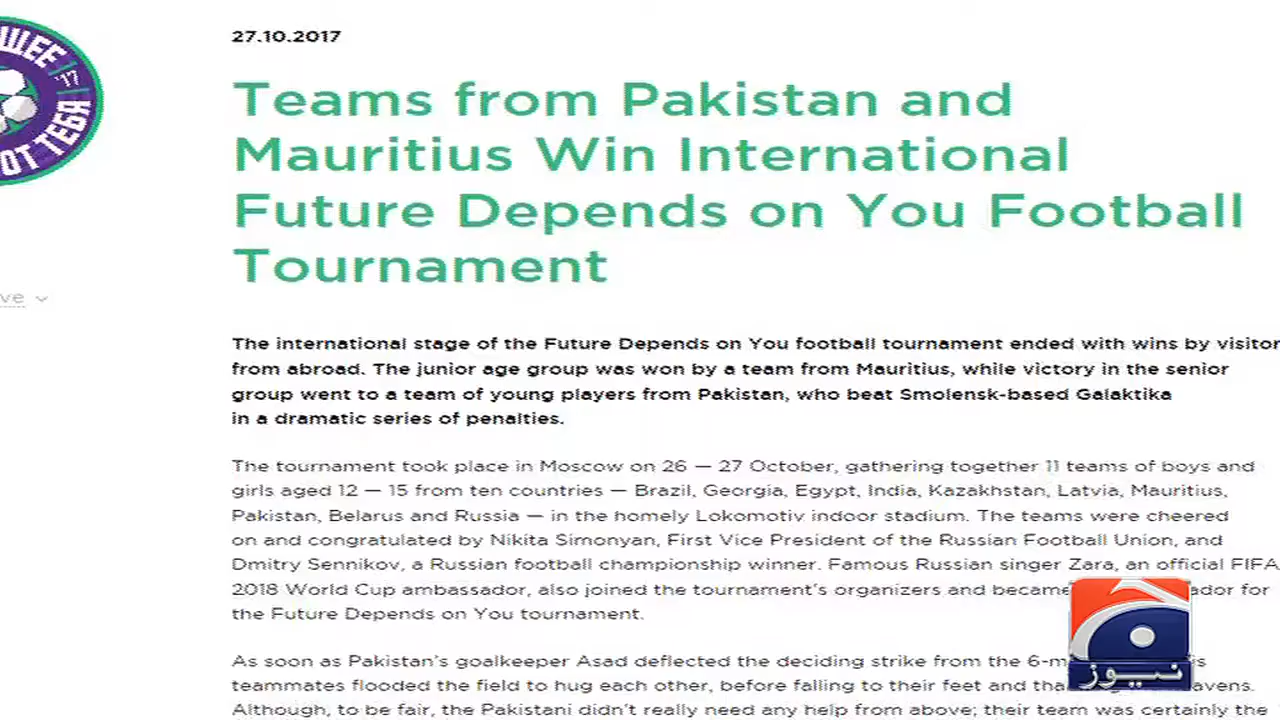 27.10.2017
Teams from Pakistan and
Mauritius Win International
Future Depends on You Football
Tournament
The international stage of the Future Depends on You football tournament ended with wins by visitor
from abroad. The junior age group was won by a team from Mauritius, while victory in the senior
group went to a team of young players from Pakistan, who beat Smolensk-based Galaktika
in a dramatic series of penalties.
The tournament took place in Moscow on 26 — 27 October, gathering together 11 teams of boys and
girls aged 12 — 15 from ten countries — Brazil, Georgia, Egypt, India, Kazakhstan, Latvia, Mauritius,
Pakistan, Belarus and Russia — in the homely Lokomotiv indoor stadium. The teams were cheered
on and congratulated by Nikita Simonyan, First Vice President of the Russian Football Union, and
Dmitry Sennikov, a Russian football championship winner. Famous Russian singer Zara, an official FIFA
2018 World Cup ambassador, also joined the tournament's organizers and became ador for
the Future Depends on You tournament.
As soon as Pakistan's goalkeeper Asad deflected the deciding strike from the 6-m s
teammates flooded the field to hug each other, before falling to their feet and tha avens.
Although, to be fair, the Pakistani didn't really need any help from above; their team was certainly the
ОТ ТЕБЯ
'17
ve
نیوز